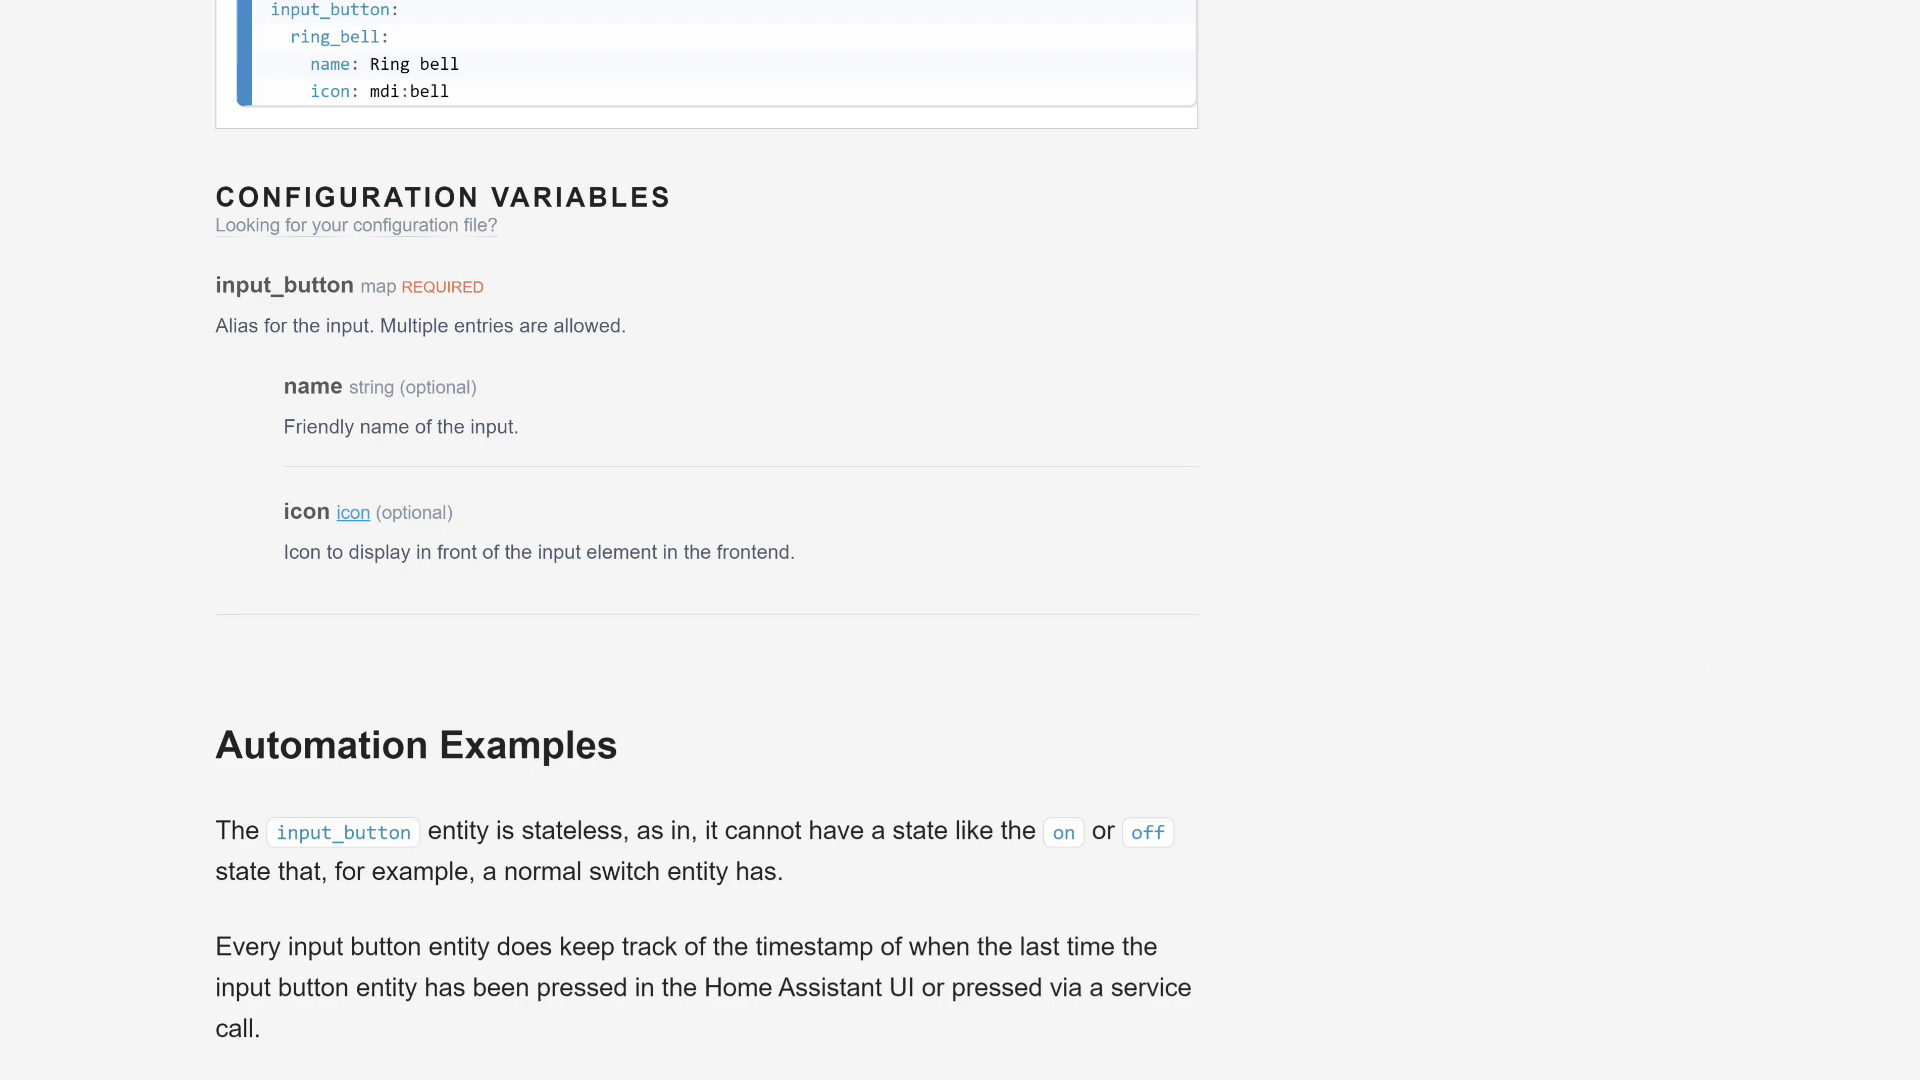 input_button:
ring_bell:
name: Ring bell
icon: mdi:bell
CONFIGURATION VARIABLES
Looking for your configuration file?
input_button map REQUIRED
Alias for the input. Multiple entries are allowed.
name string (optional)
Friendly name of the input.
icon icon (optional)
Icon to display in front of the input element in the frontend.
Automation Examples
The input_button entity is stateless, as in, it cannot have a state like the on or off
state that, for example, a normal switch entity has.
Every input button entity does keep track of the timestamp of when the last time the
input button entity has been pressed in the Home Assistant UI or pressed via a service
call.